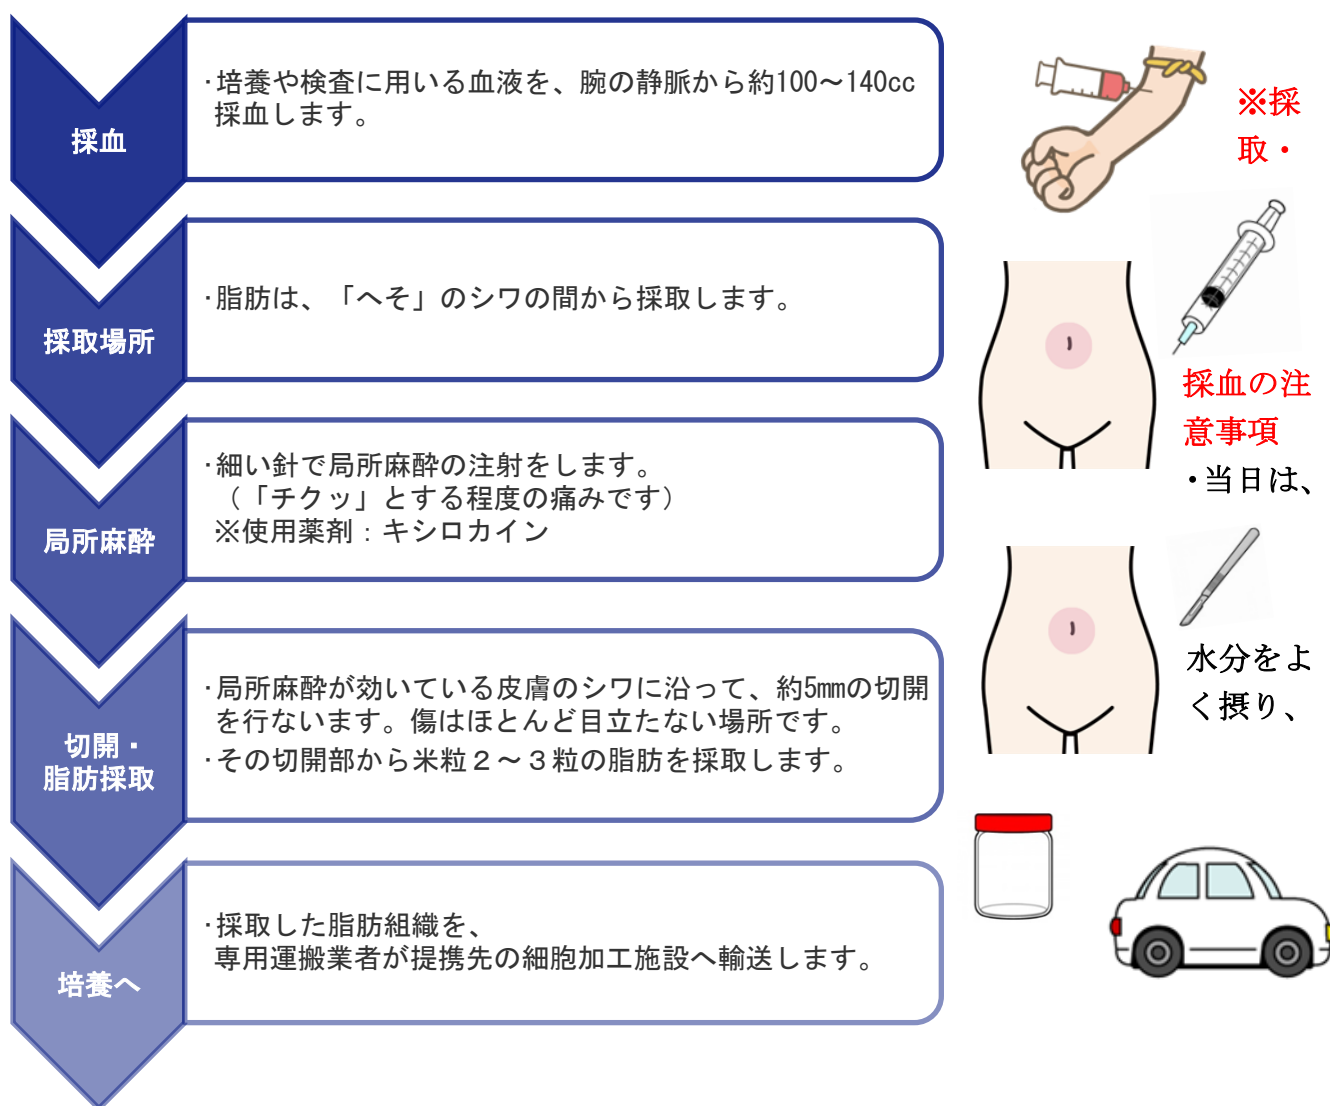 採血
・培養や検査に用いる血液を、腕の静脈から約100～140cc
採血します。
採取場所
・脂肪は、「へそ」のシワの間から採取します。
局所麻酔
・細い針で局所麻酔の注射をします。
（「チクッ」とする程度の痛みです）
※使用薬剤：キシロカイン
切開・
脂肪採取
・局所麻酔が効いている皮膚のシワに沿って、約5㎜の切開
を行ないます。傷はほとんど目立たない場所です。
・その切開部から米粒２～３粒の脂肪を採取します。
培養へ
・採取した脂肪組織を、
専用運搬業者が提携先の細胞加工施設へ輸送します。
※採
取・
採血の注
意事項
・当日は、
水分をよ
く摂り、